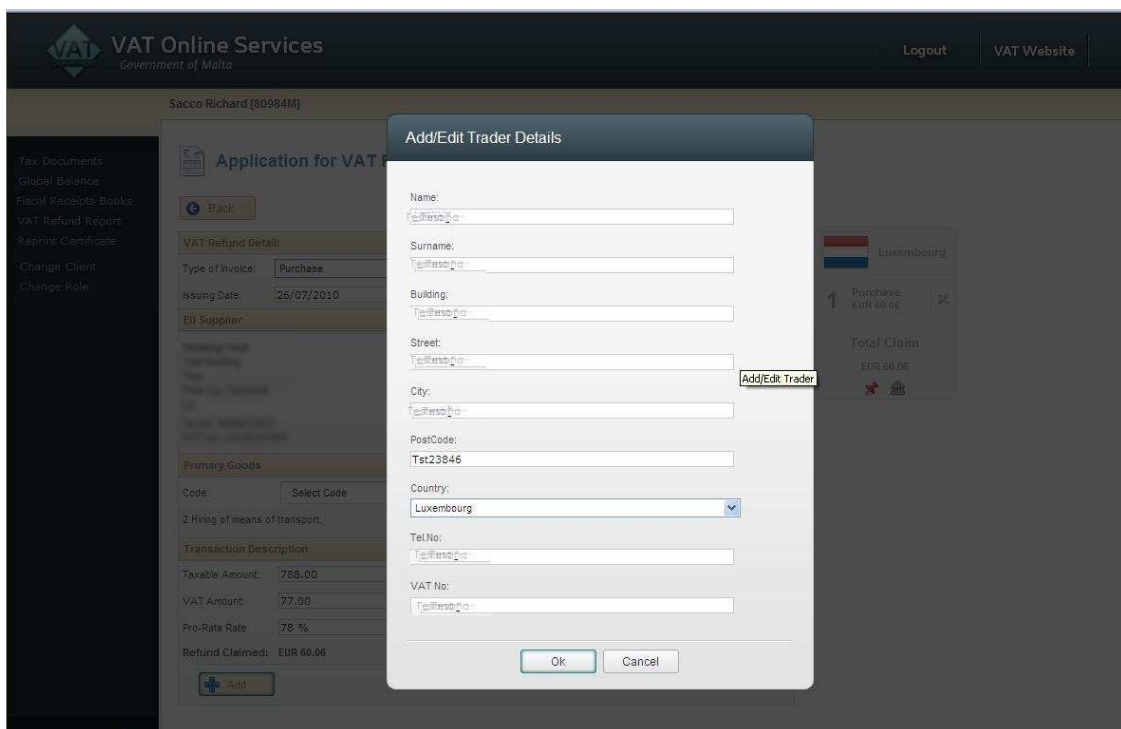 VAT
VAT Online Services
Government of Malta
Logout
VAT Website
Sacco Richard [80984M]
Tax Documents
Global Balance
Fiscal Receipts Books
VAT Refund Report
Reprint Certificate
Change Client
Change Role
Application for VAT
Back
VAT Refund Detail:
Type of Invoice: Purchase
Issuing Date: 26/07/2010
EU Supplier
Primary Goods
Code: Select Code
2 Hiring of means of transport,
Transaction Description
Taxable Amount: 788.00
VAT Amount: 77.00
Pro-Rata Rate 78 %
Refund Claimed: EUR 60.06
Add
Add/Edit Trader Details
Name:
Surname:
Building:
Street:
City:
PostCode:
Tst23846
Country:
Luxembourg
Tel.No:
VAT No:
Ok
Cancel
Add/Edit Trader
Luxembourg
1 Purchase
EUR 60.06
Total Claim
EUR 60.06